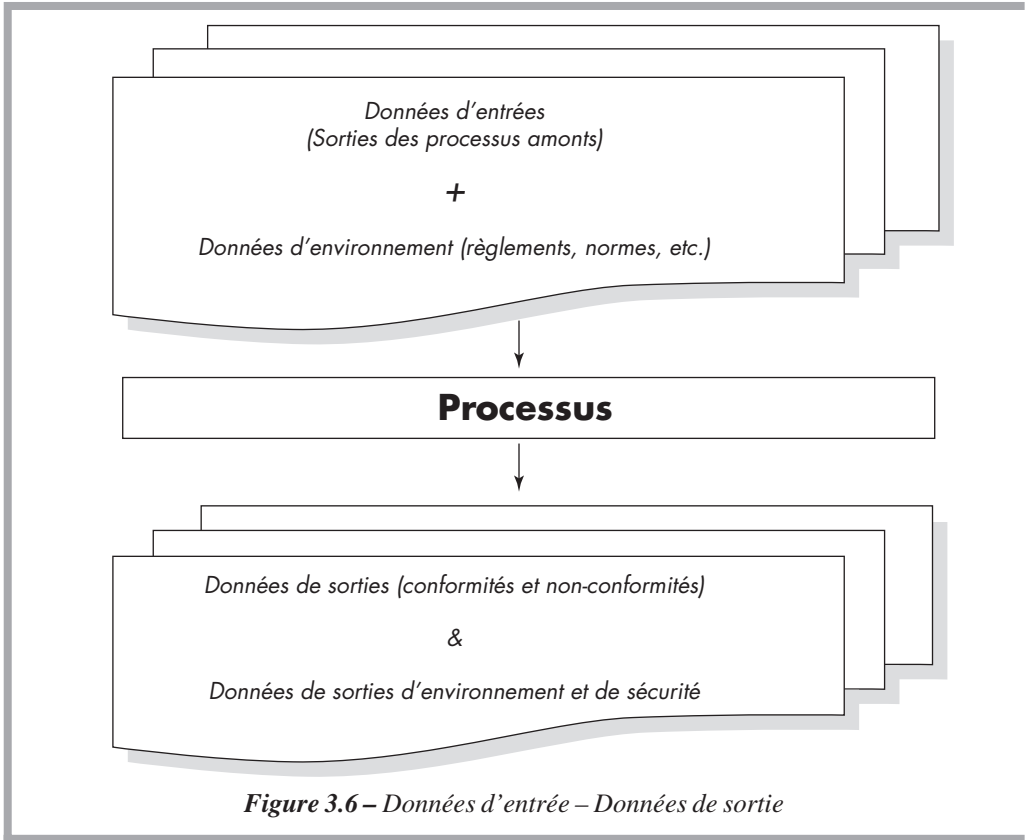 Données d'entrées
(Sorties des processus amonts)
+
Données d'environnement (règlements, normes, etc.)
Processus
Données de sorties (conformités et non-conformités)
&
Données de sorties d'environnement et de sécurité
Figure 3.6 – Données d'entrée – Données de sortie